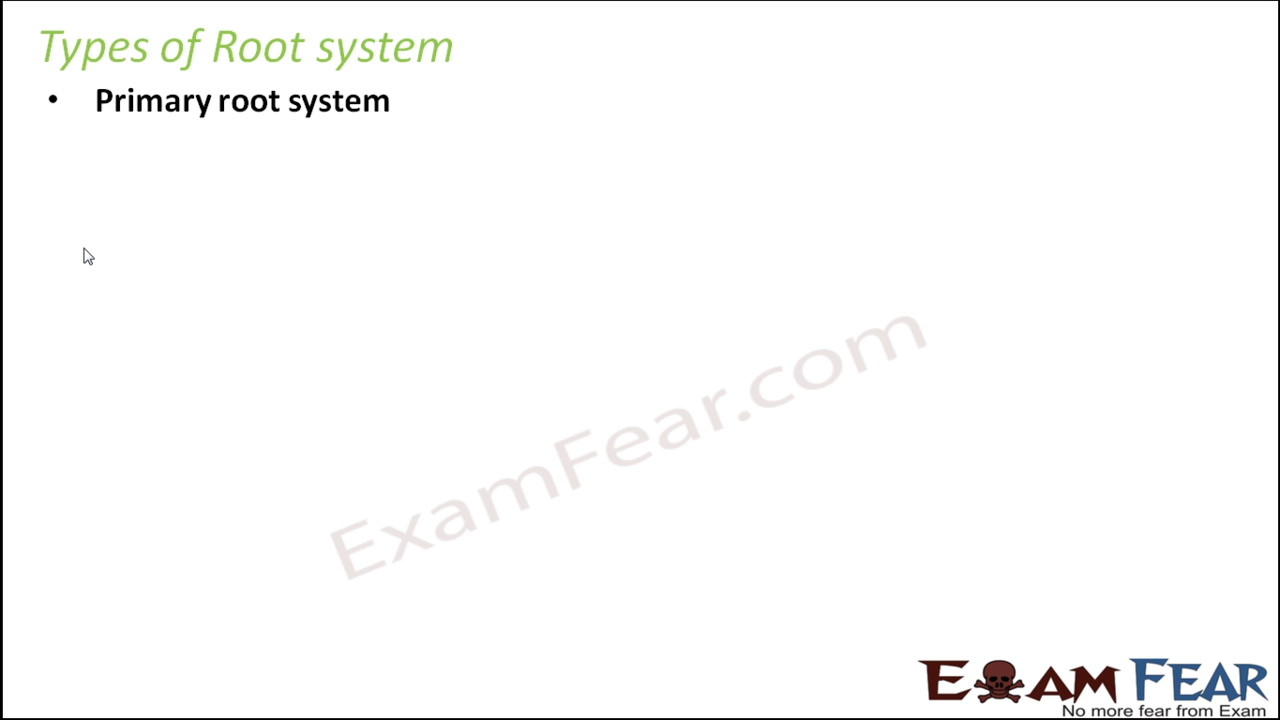 Types of Root system
• Primary root system
ExamFear.com
EXAM FEAR
No more fear from Exam